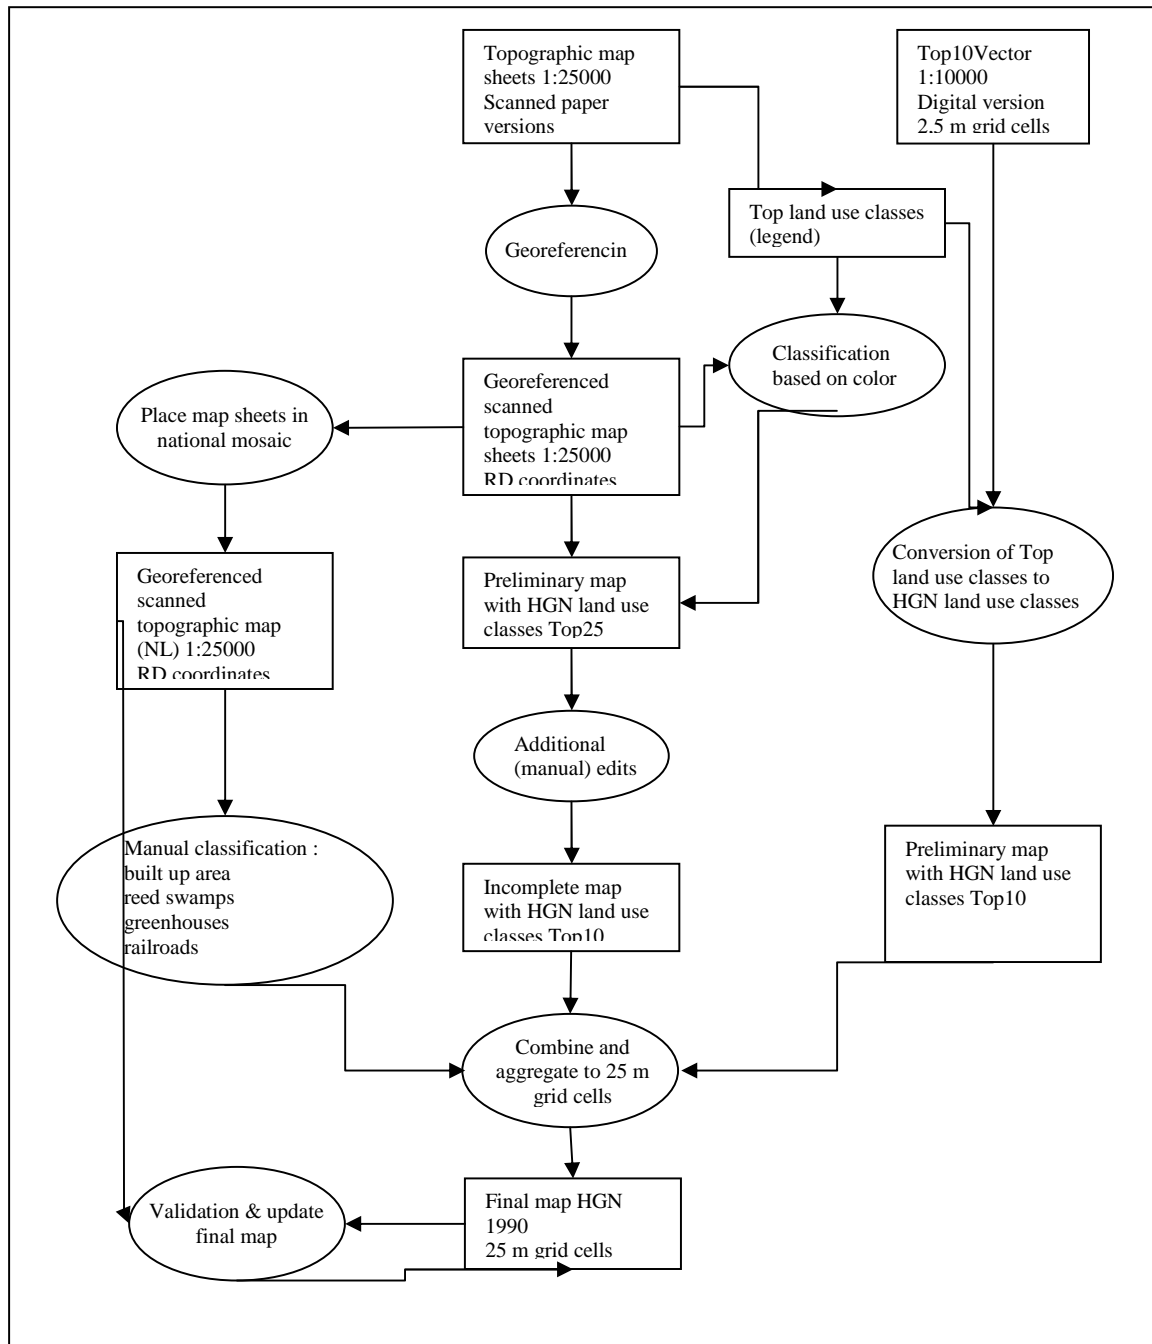 Topographic map
sheets 1:25000
Scanned paper
versions
Top10Vector
1:10000
Digital version
2.5 m grid cells
Top land use classes
(legend)
Georeferencin
Classification
based on color
Georeferenced
scanned
topographic map
sheets 1:25000
RD coordinates
Place map sheets in
national mosaic
Georeferenced
scanned
topographic map
(NL) 1:25000
RD coordinates
Preliminary map
with HGN land use
classes Top25
Conversion of Top
land use classes to
HGN land use classes
Additional
(manual) edits
Manual classification :
built up area
reed swamps
greenhouses
railroads
Incomplete map
with HGN land use
classes Top10
Preliminary map
with HGN land use
classes Top10
Combine and
aggregate to 25 m
grid cells
Validation & update
final map
Final map HGN
1990
25 m grid cells